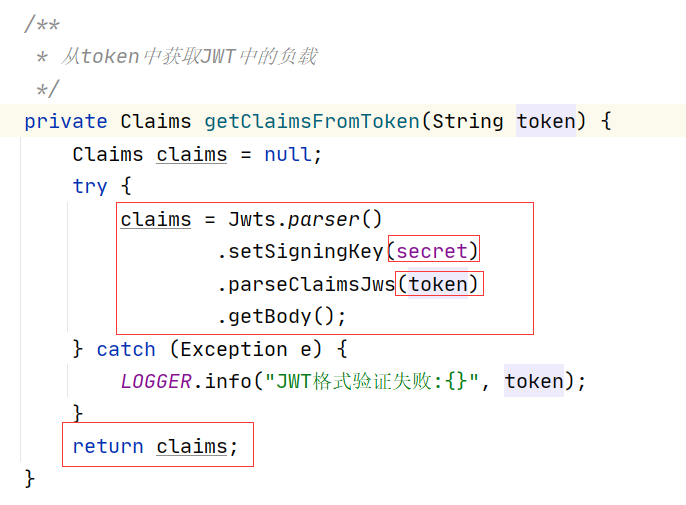 /**
 * 从token中获取JWT中的负载
 */
private Claims getClaimsFromToken(String token) {
    Claims claims = null;
    try {
        claims = Jwts.parser()
                .setSigningKey(secret)
                .parseClaimsJws(token)
                .getBody();
    } catch (Exception e) {
        LOGGER.info("JWT格式验证失败:{}", token);
    }
    return claims;
}